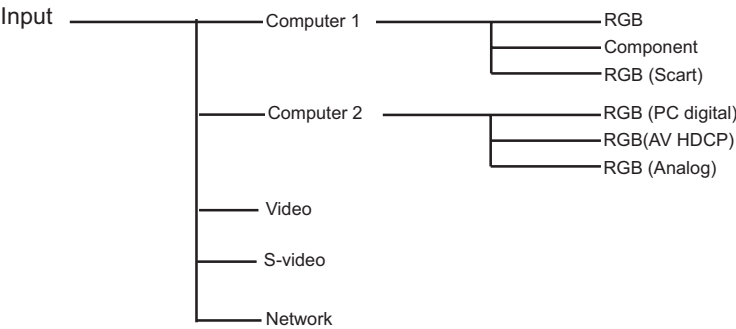 Input
Computer 1
RGB
Component
RGB (Scart)
Computer 2
RGB (PC digital)
RGB(AV HDCP)
RGB (Analog)
Video
S-video
Network